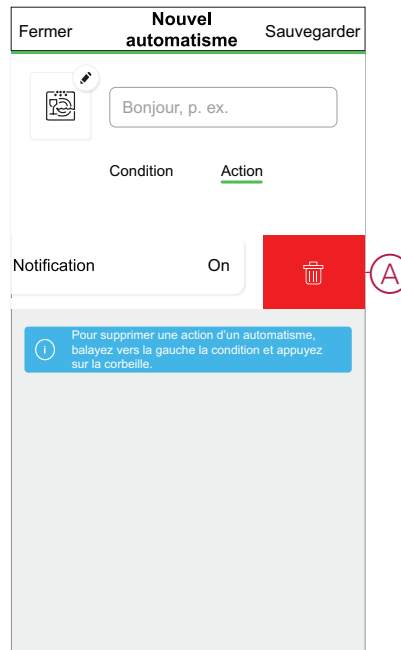 Fermer
Nouvel
automatisme
Sauvegarder
Bonjour, p. ex.
Condition
Action
Notification
On
A
Pour supprimer une action d'un automatisme,
balayez vers la gauche la condition et appuyez
sur la corbeille.